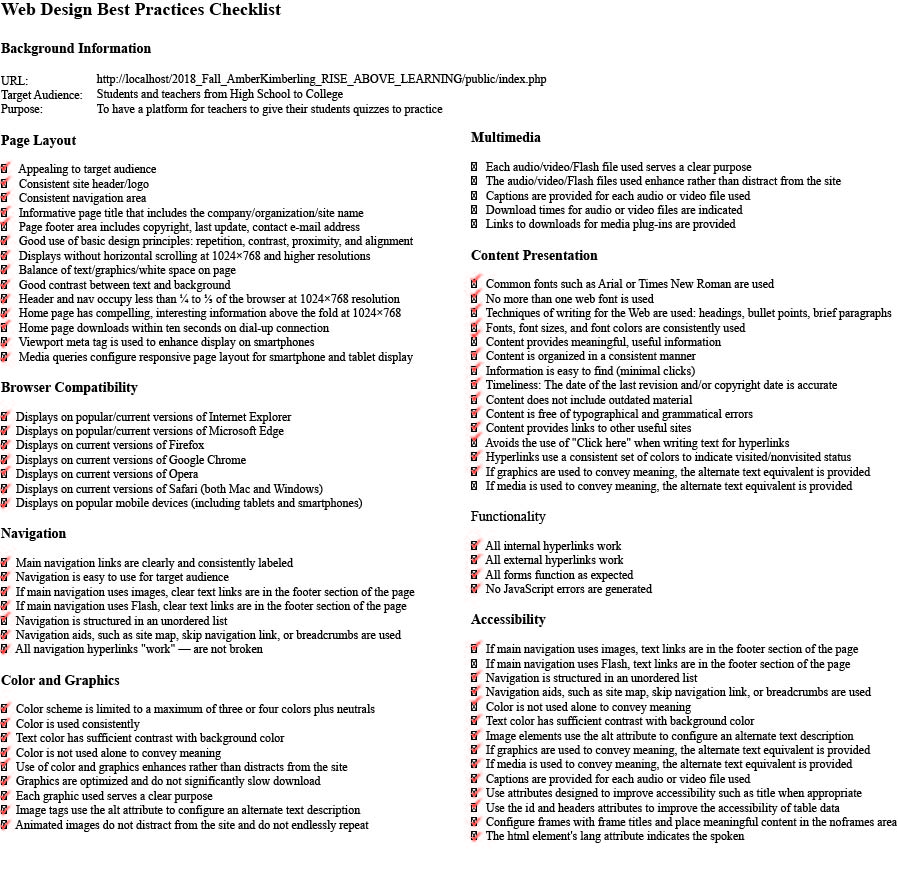 Web Design Best Practices Checklist
Background Information
URL: http://localhost/2018_Fall_AmberKimberling_RISE_ABOVE_LEARNING/public/index.php
Target Audience: Students and teachers from High School to College
Purpose: To have a platform for teachers to give their students quizzes to practice
Page Layout
Appealing to target audience
Consistent site header/logo
Consistent navigation area
Informative page title that includes the company/organization/site name
Page footer area includes copyright, last update, contact e-mail address
Good use of basic design principles: repetition, contrast, proximity, and alignment
Displays without horizontal scrolling at 1024×768 and higher resolutions
Balance of text/graphics/white space on page
Good contrast between text and background
Header and nav occupy less than ¼ to ⅓ of the browser at 1024×768 resolution
Home page has compelling, interesting information above the fold at 1024×768
Home page downloads within ten seconds on dial-up connection
Viewport meta tag is used to enhance display on smartphones
Media queries configure responsive page layout for smartphone and tablet display
Browser Compatibility
Displays on popular/current versions of Internet Explorer
Displays on popular/current versions of Microsoft Edge
Displays on current versions of Firefox
Displays on current versions of Google Chrome
Displays on current versions of Opera
Displays on current versions of Safari (both Mac and Windows)
Displays on popular mobile devices (including tablets and smartphones)
Navigation
Main navigation links are clearly and consistently labeled
Navigation is easy to use for target audience
If main navigation uses images, clear text links are in the footer section of the page
If main navigation uses Flash, clear text links are in the footer section of the page
Navigation is structured in an unordered list
Navigation aids, such as site map, skip navigation link, or breadcrumbs are used
All navigation hyperlinks "work" — are not broken
Color and Graphics
Color scheme is limited to a maximum of three or four colors plus neutrals
Color is used consistently
Text color has sufficient contrast with background color
Color is not used alone to convey meaning
Use of color and graphics enhances rather than distracts from the site
Graphics are optimized and do not significantly slow download
Each graphic used serves a clear purpose
Image tags use the alt attribute to configure an alternate text description
Animated images do not distract from the site and do not endlessly repeat
Multimedia
Each audio/video/Flash file used serves a clear purpose
The audio/video/Flash files used enhance rather than distract from the site
Captions are provided for each audio or video file used
Download times for audio or video files are indicated
Links to downloads for media plug-ins are provided
Content Presentation
Common fonts such as Arial or Times New Roman are used
No more than one web font is used
Techniques of writing for the Web are used: headings, bullet points, brief paragraphs
Fonts, font sizes, and font colors are consistently used
Content provides meaningful, useful information
Content is organized in a consistent manner
Information is easy to find (minimal clicks)
Timeliness: The date of the last revision and/or copyright date is accurate
Content does not include outdated material
Content is free of typographical and grammatical errors
Content provides links to other useful sites
Avoids the use of "Click here" when writing text for hyperlinks
Hyperlinks use a consistent set of colors to indicate visited/nonvisited status
If graphics are used to convey meaning, the alternate text equivalent is provided
If media is used to convey meaning, the alternate text equivalent is provided
Functionality
All internal hyperlinks work
All external hyperlinks work
All forms function as expected
No JavaScript errors are generated
Accessibility
If main navigation uses images, text links are in the footer section of the page
If main navigation uses Flash, text links are in the footer section of the page
Navigation is structured in an unordered list
Navigation aids, such as site map, skip navigation link, or breadcrumbs are used
Color is not used alone to convey meaning
Text color has sufficient contrast with background color
Image elements use the alt attribute to configure an alternate text description
If graphics are used to convey meaning, the alternate text equivalent is provided
If media is used to convey meaning, the alternate text equivalent is provided
Captions are provided for each audio or video file used
Use attributes designed to improve accessibility such as title when appropriate
Use the id and headers attributes to improve the accessibility of table data
Configure frames with frame titles and place meaningful content in the noframes area
The html element's lang attribute indicates the spoken